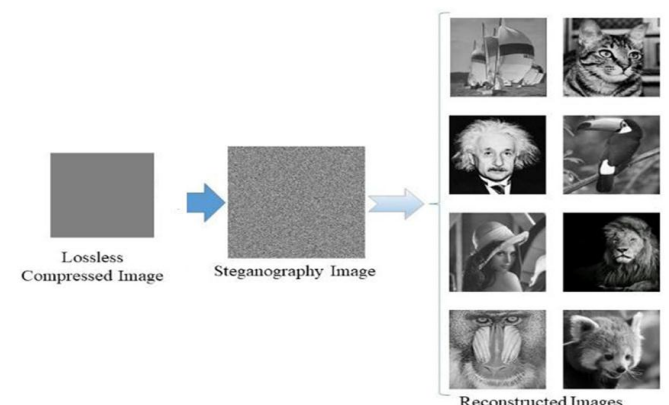 Lossless
Compressed Image
Steganography Image
Reconstructed Images